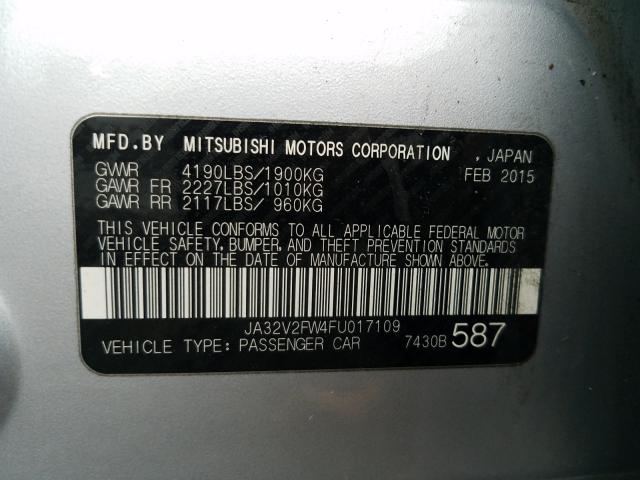 MFD.BY MITSUBISHI MOTORS CORPORATION , JAPAN
GVWR 4190LBS/1900KG FEB 2015
GAWR FR 2227LBS/1010KG
GAWR RR 2117LBS/ 960KG
THIS VEHICLE CONFORMS TO ALL APPLICABLE FEDERAL MOTOR
VEHICLE SAFETY, BUMPER, AND THEFT PREVENTION STANDARDS
IN EFFECT ON THE DATE OF MANUFACTURE SHOWN ABOVE.
JA32V2FW4FU017109
VEHICLE TYPE: PASSENGER CAR 7430B 587